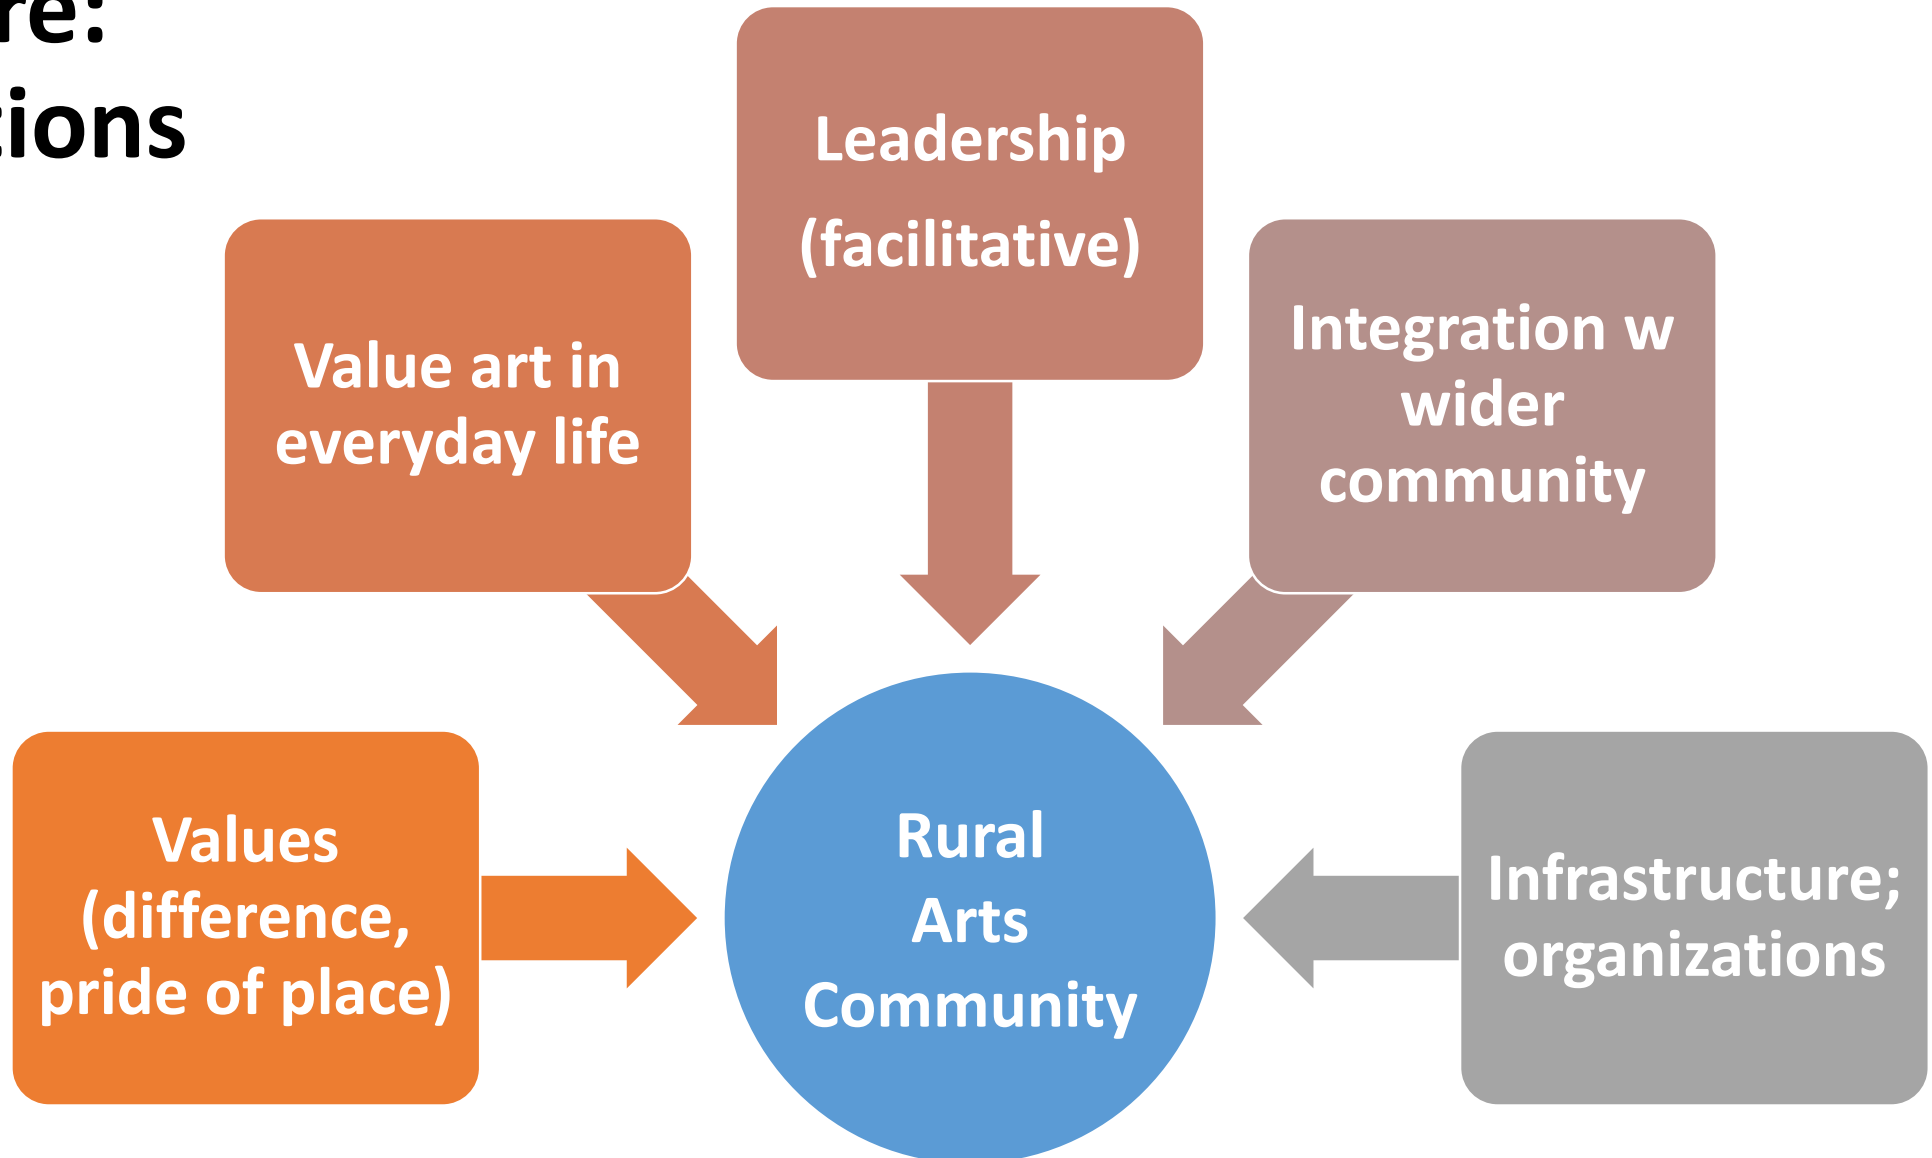 re:
tions
Leadership
(facilitative)
Value art in
everyday life
Integration w
wider
community
Values
(difference,
pride of place)
Rural
Arts
Community
Infrastructure;
organizations